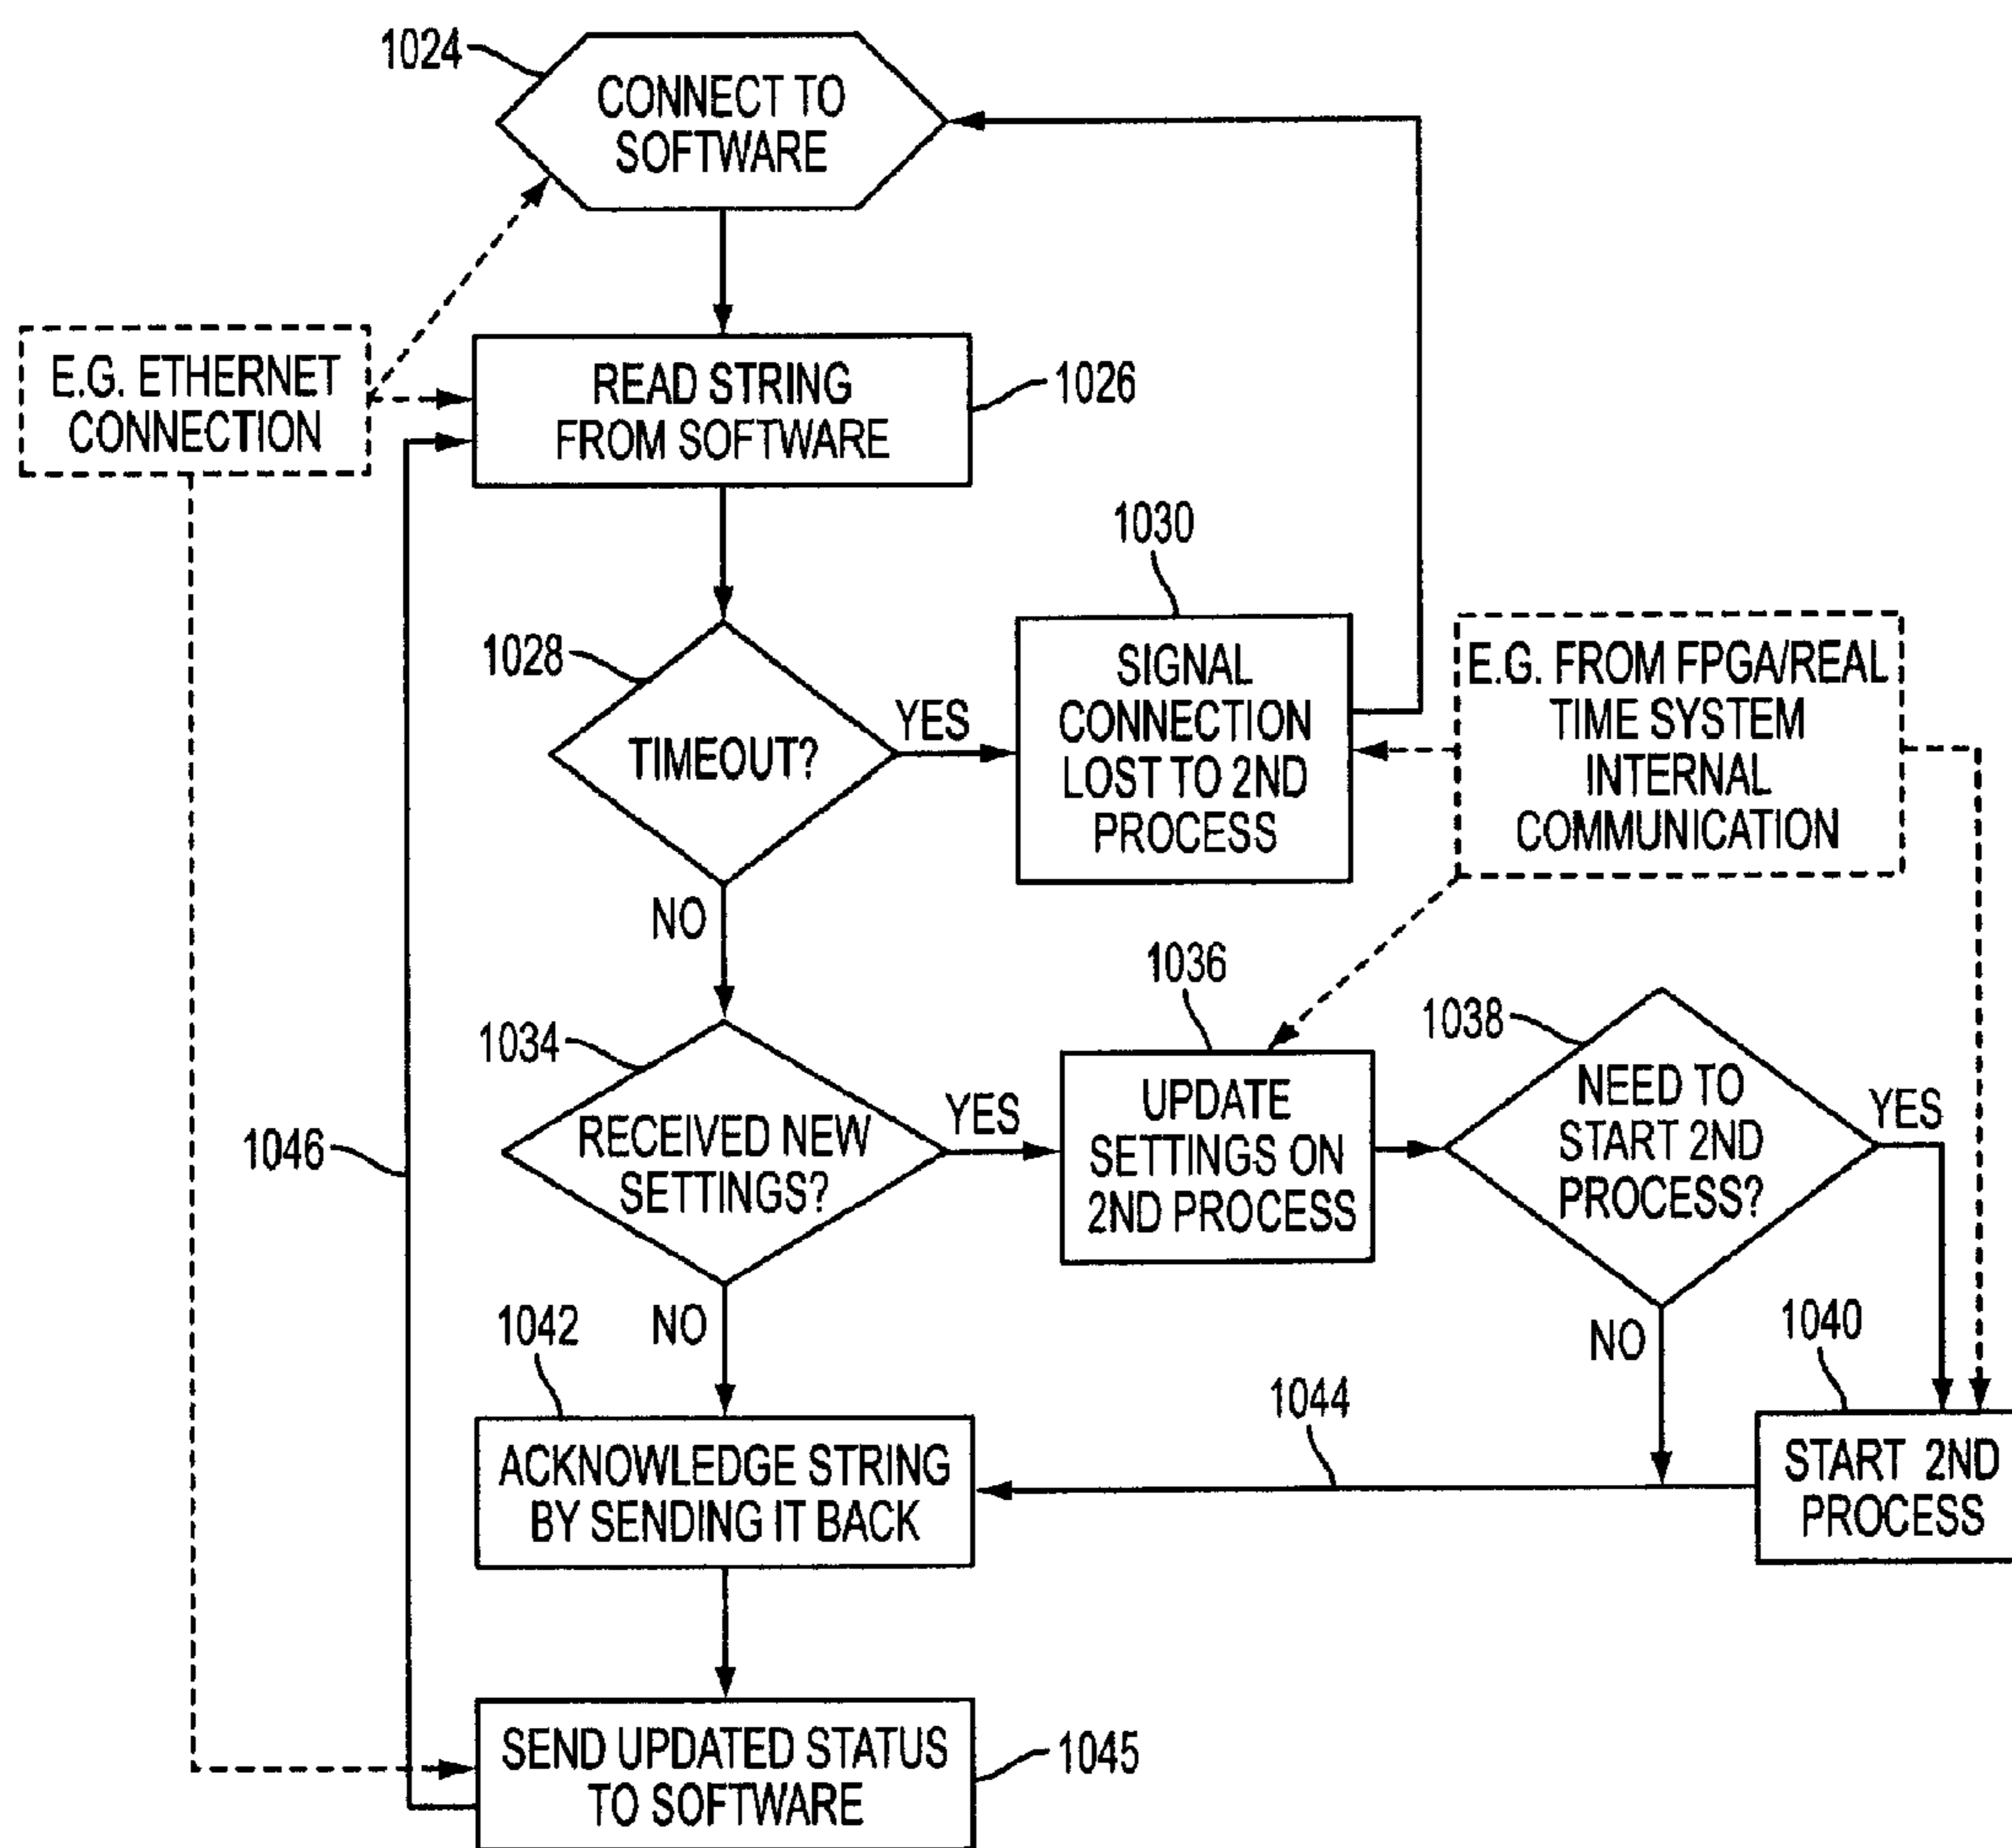 1024
CONNECT TO
SOFTWARE
E.G. ETHERNET
CONNECTION
READ STRING
FROM SOFTWARE
1026
1030
1028
TIMEOUT?
YES
SIGNAL
CONNECTION
LOST TO 2ND
PROCESS
E.G. FROM FPGA/REAL
TIME SYSTEM
INTERNAL
COMMUNICATION
NO
1036
1034
RECEIVED NEW
SETTINGS?
YES
UPDATE
SETTINGS ON
2ND PROCESS
1038
NEED TO
START 2ND
PROCESS?
YES
1046
NO
NO
1042
1044
1040
ACKNOWLEDGE STRING
BY SENDING IT BACK
START 2ND
PROCESS
SEND UPDATED STATUS
TO SOFTWARE
1045